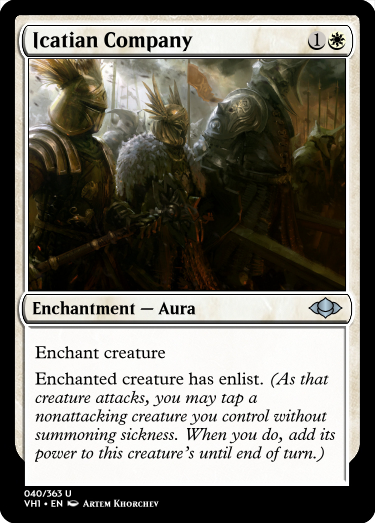 Icatian Company 1
Enchantment — Aura
Enchant creature
Enchanted creature has enlist. (As that
creature attacks, you may tap a
nonattacking creature you control without
summoning sickness. When you do, add its
power to this creature's until end of turn.)
040/363 U
VH1 • EN Artem Khorchev